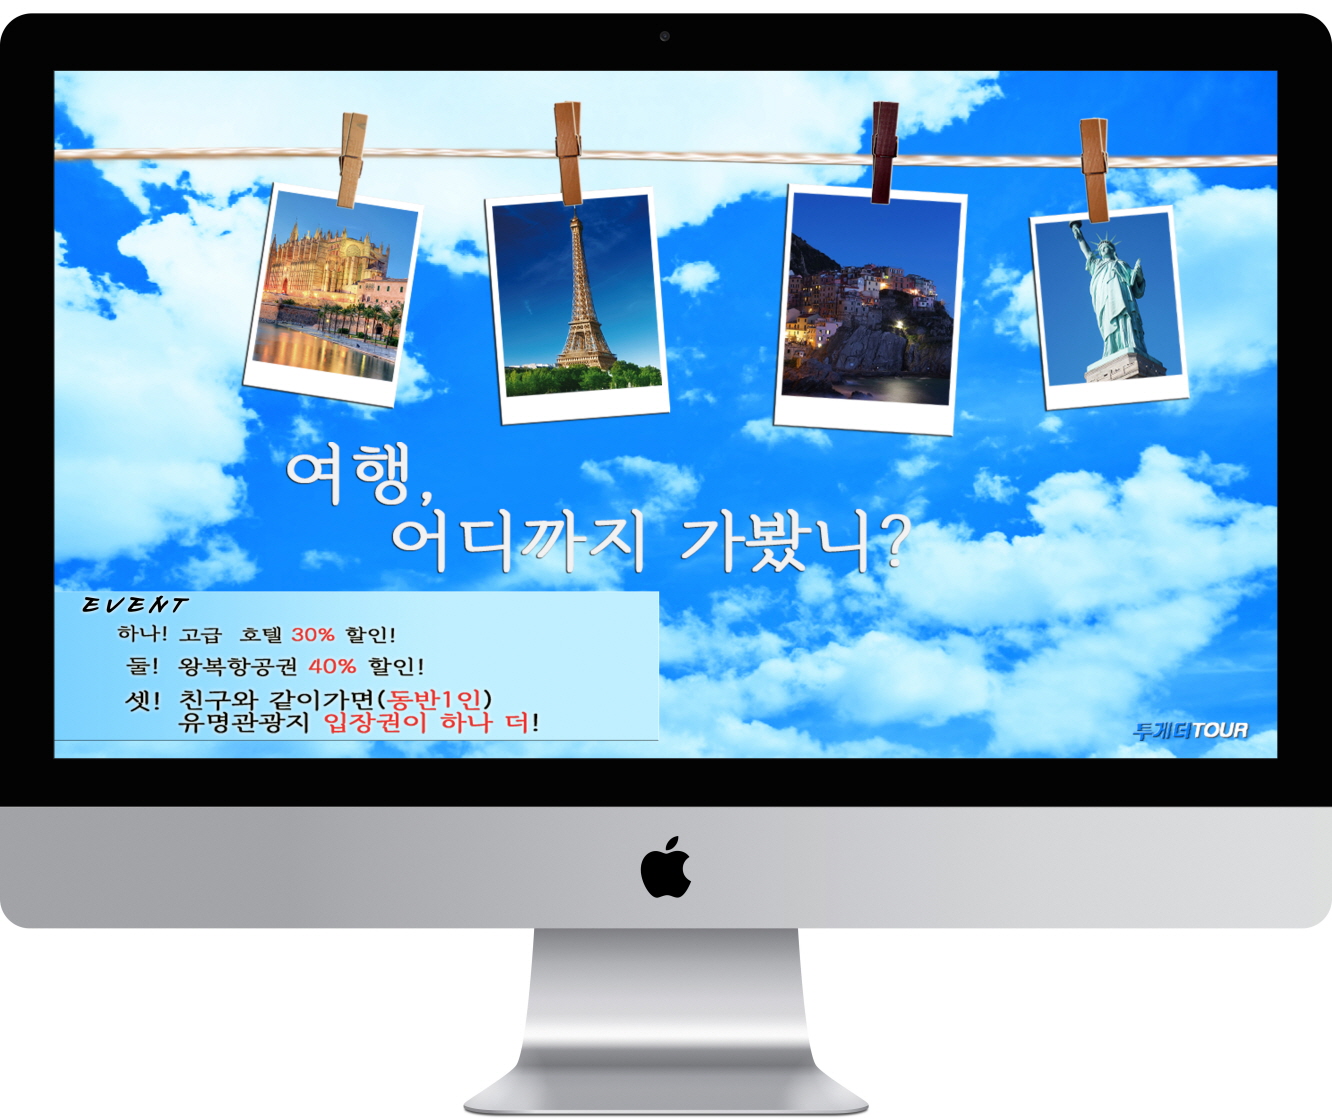 여행,
어디까지 가봤니?
EVENT
하나! 고급 호텔 30% 할인!
둘! 왕복항공권 40% 할인!
셋! 친구와 같이가면(동반1인)
유명관광지 입장권이 하나 더!
투게더TOUR